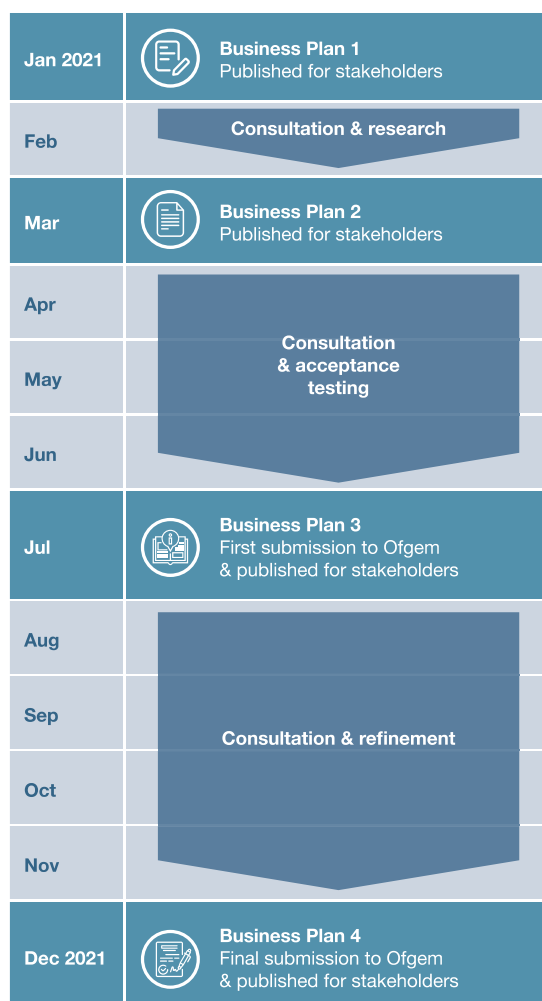 Jan 2021
Business Plan 1
Published for stakeholders
Feb
Consultation & research
Mar
Business Plan 2
Published for stakeholders
Apr
Consultation
& acceptance
testing
May
Jun
Jul
Business Plan 3
First submission to Ofgem
& published for stakeholders
Aug
Sep
Consultation & refinement
Oct
Nov
Dec 2021
Business Plan 4
Final submission to Ofgem
& published for stakeholders